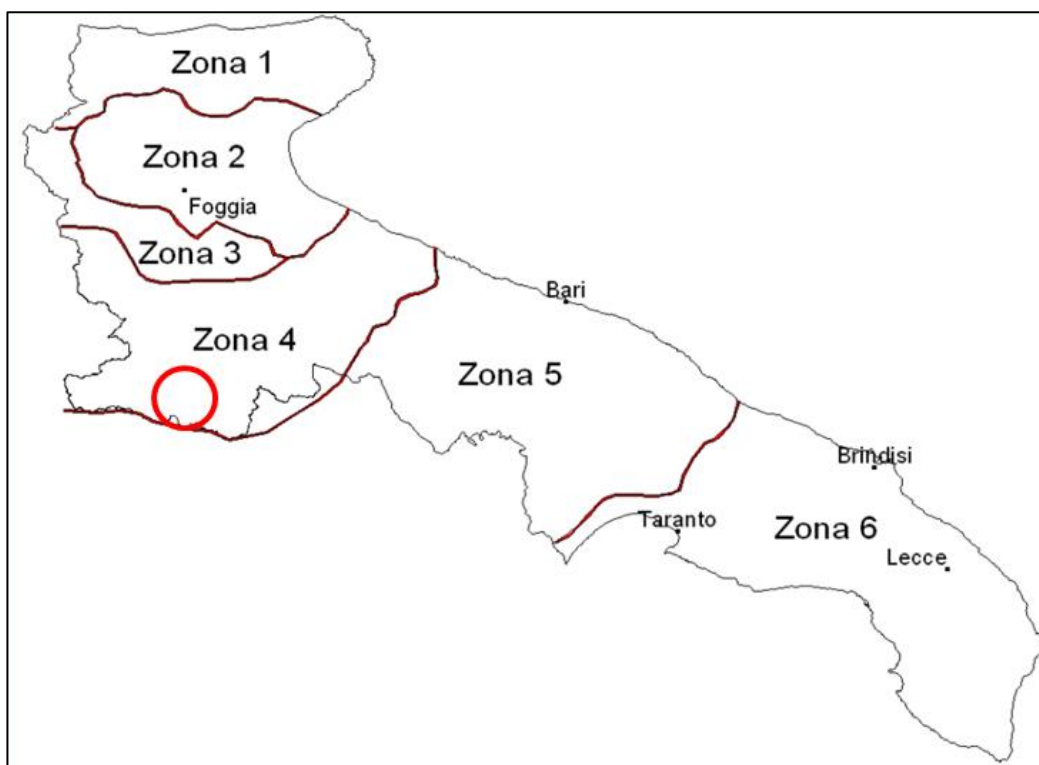 Zona 1
Zona 2
Foggia
Zona 3
Bari
Zona 4
Zona 5
Brindisi
Taranto
Zona 6
Lecce